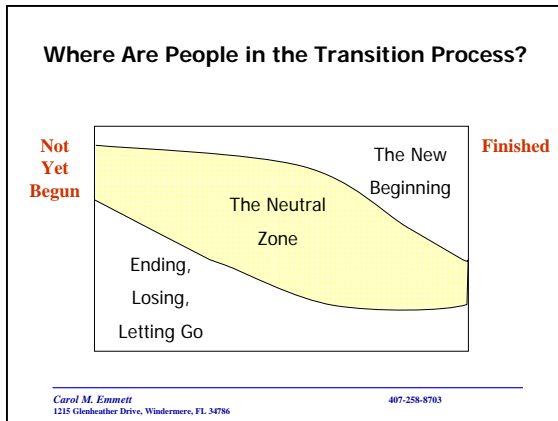 Where Are People in the Transition Process?
Not
Yet
Begun
Finished
The New
Beginning
The Neutral
Zone
Ending,
Losing,
Letting Go
Carol M. Emmett
407-258-8703
1215 Glenheather Drive, Windermere, FL 34786